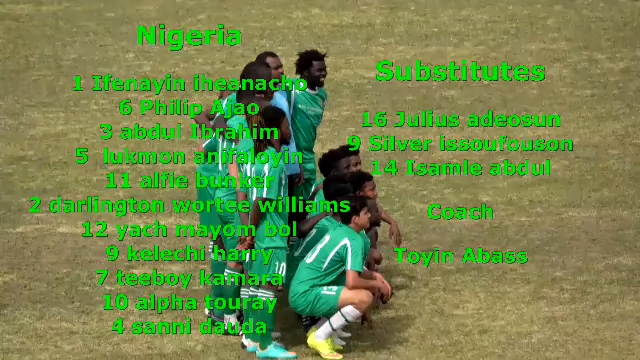 Nigeria
1 Ifenayin iheanacho
6 Philip Ajao
3 abdul Ibrahim
5 lukmon anifaloyin
11 alfie bunker
2 darlington wortee williams
12 yach mayom bol
9 kelechi harry
7 teeboy kamara
10 alpha touray
4 sanni dauda
Substitutes
16 Julius adeosun
9 Silver issoufouson
14 Isamle abdul
Coach
Toyin Abass